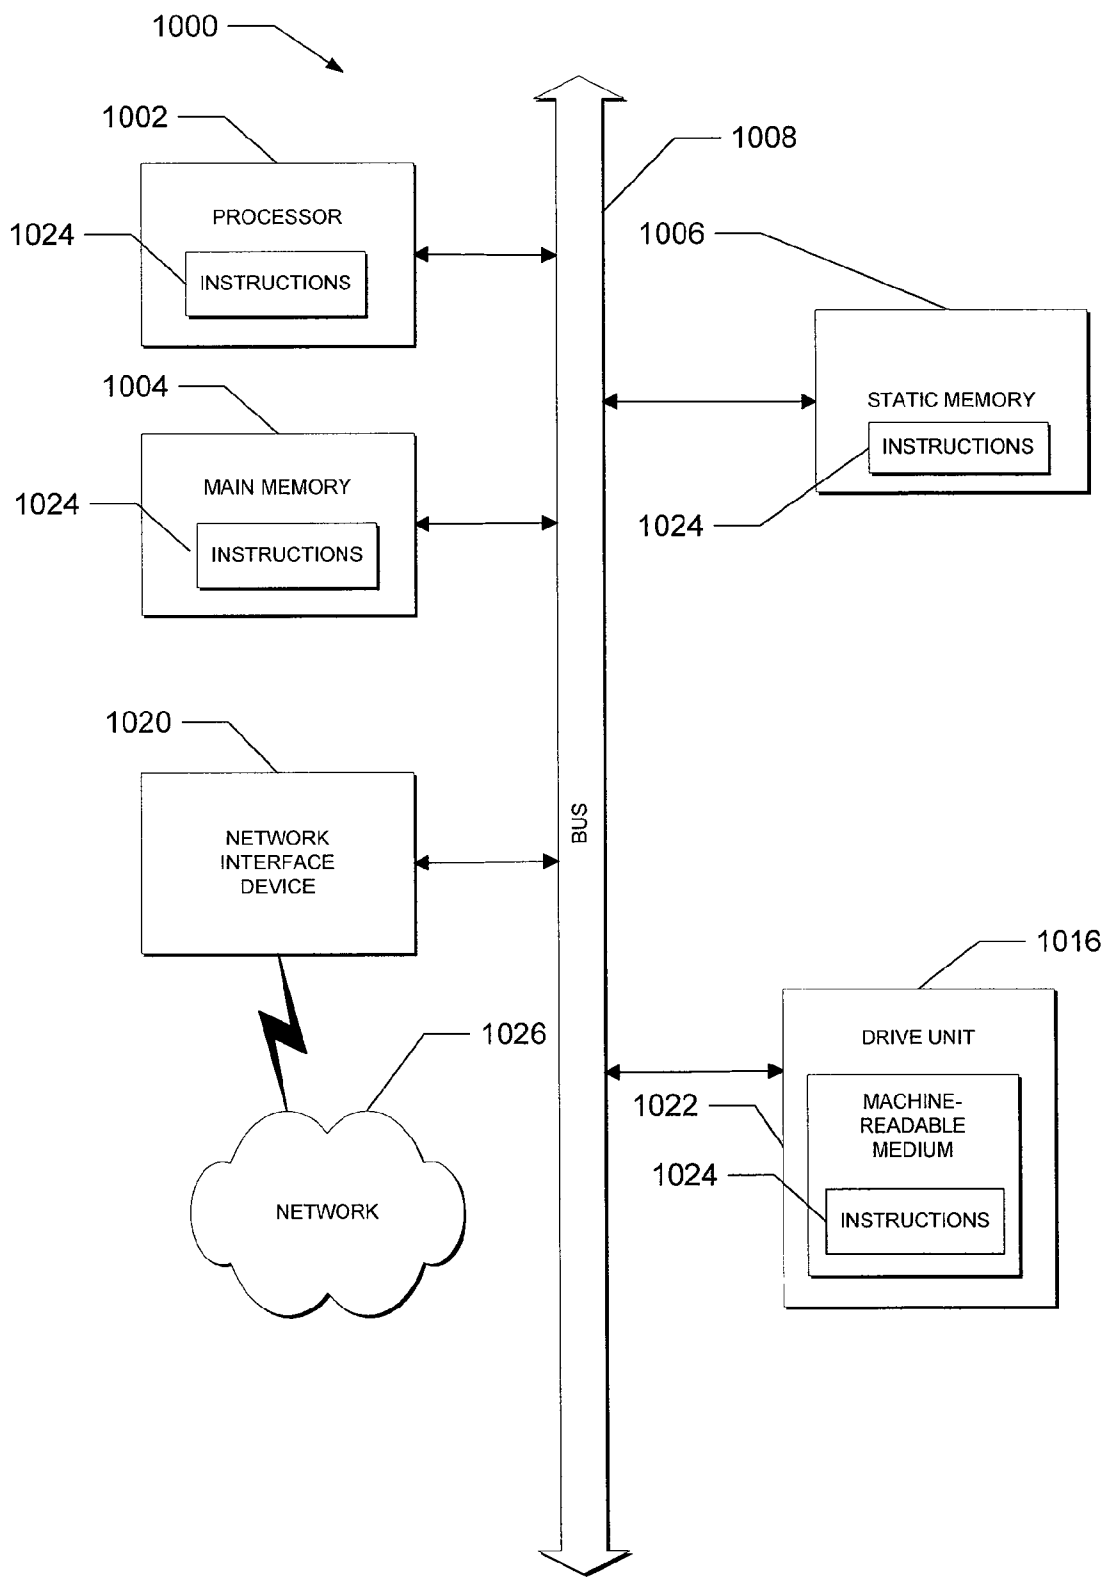 1000
1002
PROCESSOR
1024
INSTRUCTIONS
1008
1006
STATIC MEMORY
INSTRUCTIONS
1024
1004
MAIN MEMORY
1024
INSTRUCTIONS
1020
NETWORK
INTERFACE
DEVICE
BUS
1026
NETWORK
1016
DRIVE UNIT
1022
MACHINE-
READABLE
MEDIUM
1024
INSTRUCTIONS